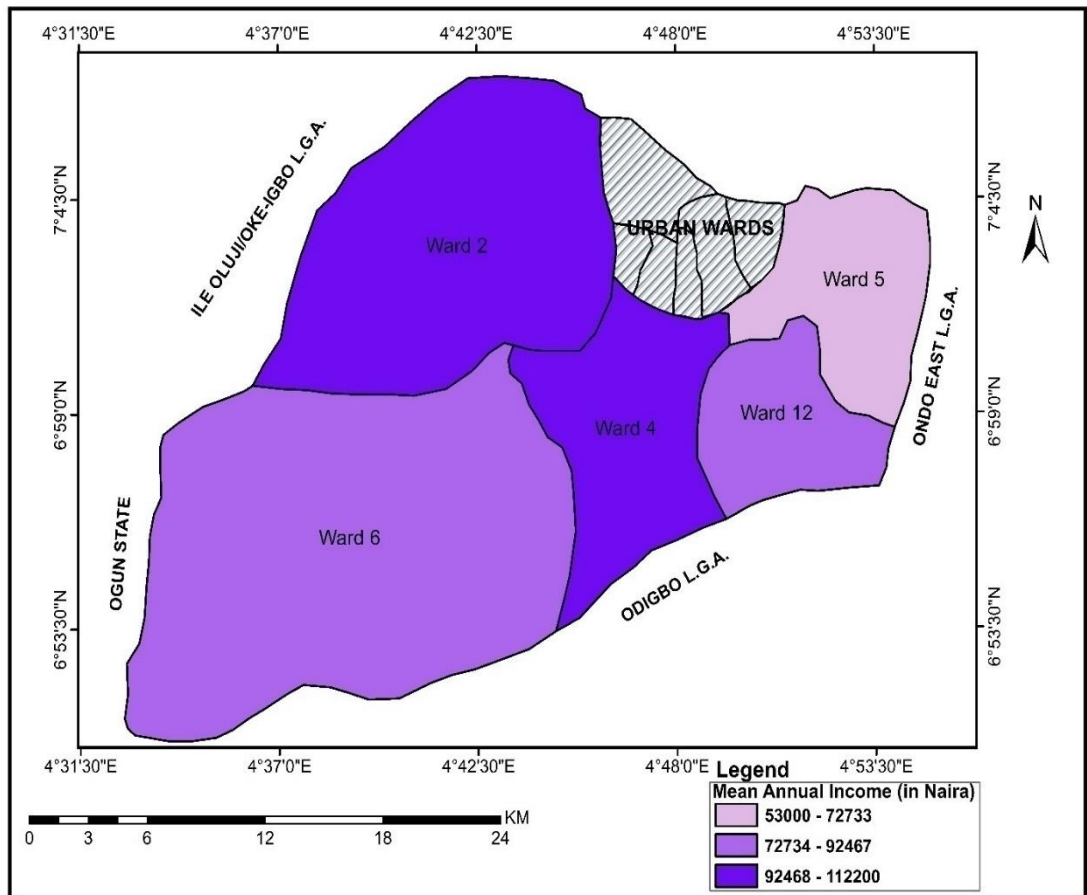 4°31'30"E 4°37'0"E 4°42'30"E 4°48'0"E 4°53'30"E
7°4'30"N
6°59'0"N
6°53'30"N
ILE OLUJI/OKE-IGBO L.G.A.
URBAN WARDS
Ward 2
Ward 5
Ward 12
Ward 4
Ward 6
OGUN STATE
ODIGBO L.G.A.
ONDO EAST L.G.A.
7°4'30"N
6°59'0"N
6°53'30"N
N
4°31'30"E 4°37'0"E 4°42'30"E 4°48'0"E 4°53'30"E
KM
0 3 6 12 18 24
Legend
Mean Annual Income (in Naira)
53000 - 72733
72734 - 92467
92468 - 112200